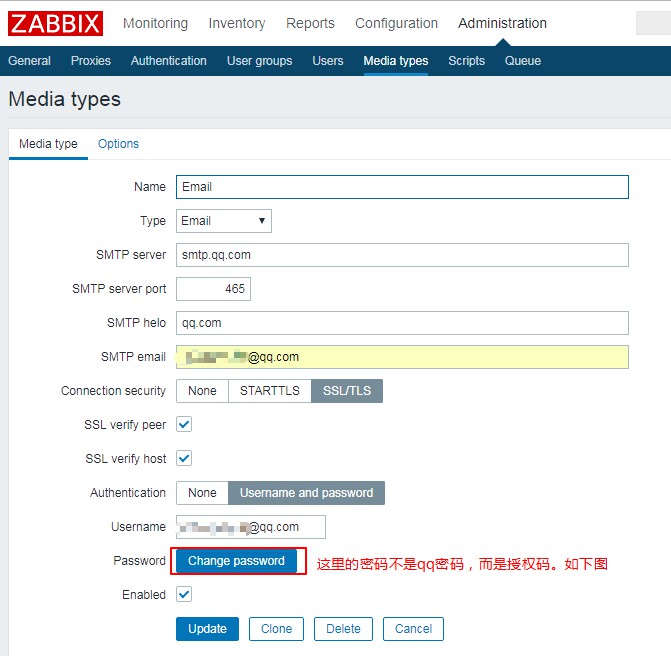 ZABBIX Monitoring Inventory Reports Configuration Administration
General Proxies Authentication User groups Users Media types Scripts Queue
Media types
Media type Options
Name Email
Type Email ▼
SMTP server smtp.qq.com
SMTP server port 465
SMTP helo qq.com
SMTP email @qq.com
Connection security None STARTTLS SSL/TLS
SSL verify peer
SSL verify host
Authentication None Username and password
Username @qq.com
Password Change password 这里的密码不是qq密码，而是授权码。如下图
Enabled
Update Clone Delete Cancel